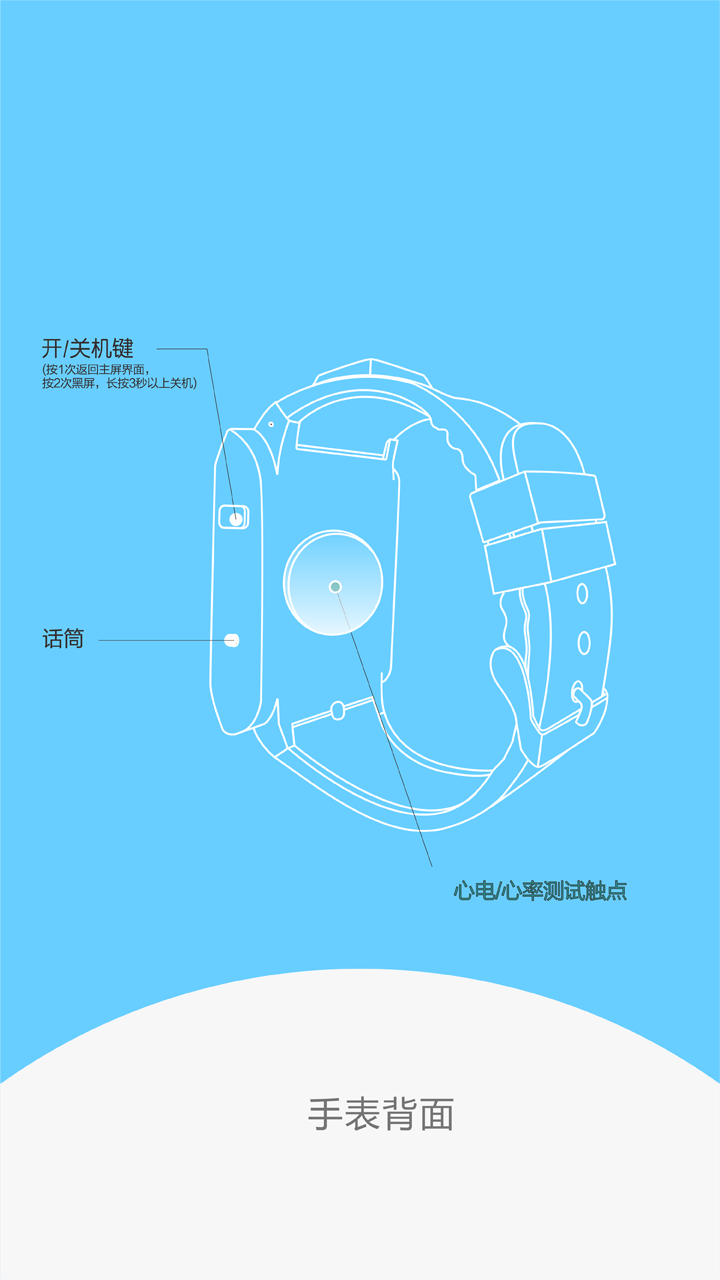 开/关机键
(按1次返回主屏界面，
按2次黑屏，长按3秒以上关机)
话筒
心电/心率测试触点
手表背面